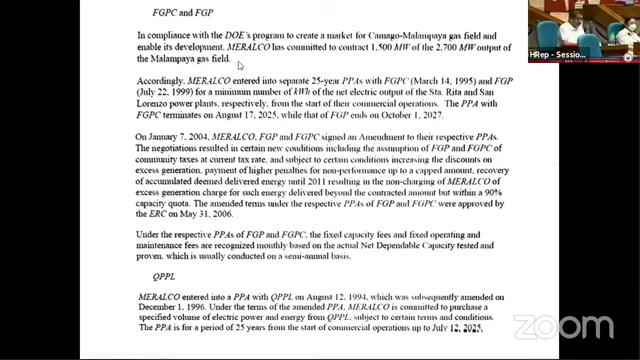 FGPC and FGP
In compliance with the DOE's program to create a market for Camago-Malampaya gas field and
enable its development, MERALCO has committed to contract 1,500 MW of the 2,700 MW output of
the Malampaya gas field.
Accordingly, MERALCO entered into separate 25-year PPAs with FGPC (March 14, 1995) and FGP
(July 22, 1999) for a minimum number of kWh of the net electric output of the Sta. Rita and San
Lorenzo power plants, respectively, from the start of their commercial operations. The PPA with
FGPC terminates on August 17, 2025, while that of FGP ends on October 1, 2027.
On January 7, 2004, MERALCO, FGP and FGPC signed an Amendment to their respective PPAs.
The negotiations resulted in certain new conditions including the assumption of FGP and FGPC of
community taxes at current tax rate, and subject to certain conditions increasing the discounts on
excess generation, payment of higher penalties for non-performance up to a capped amount, recovery
of accumulated deemed delivered energy until 2011 resulting in the non-charging of MERALCO of
excess generation charge for such energy delivered beyond the contracted amount but within a 90%
capacity quota. The amended terms under the respective PPAs of FGP and FGPC were approved by
the ERC on May 31, 2006.
Under the respective PPAs of FGP and FGPC, the fixed capacity fees and fixed operating and
maintenance fees are recognized monthly based on the actual Net Dependable Capacity tested and
proven, which is usually conducted on a semi-annual basis.
QPPL
MERALCO entered into a PPA with QPPL on August 12, 1994, which was subsequently amended on
December 1, 1996. Under the terms of the amended PPA, MERALCO is committed to purchase a
specified volume of electric power and energy from QPPL, subject to certain terms and conditions.
The PPA is for a period of 25 years from the start of commercial operations up to July 12, 2025.
HRep - Sessio...
zoom